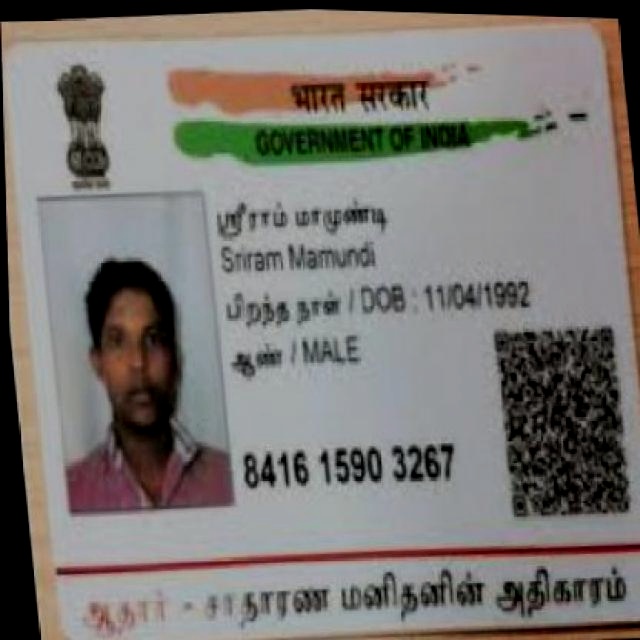 भारत सरकार
GOVERNMENT OF INDIA
ஸ்ரீராம் மாமுண்டி
Sriram Mamundi
பிறந்த நாள் / DOB : 11/04/1992
ஆண் / MALE
8416 1590 3267
ஆதார் - சாதாரண மனிதனின் அதிகாரம்